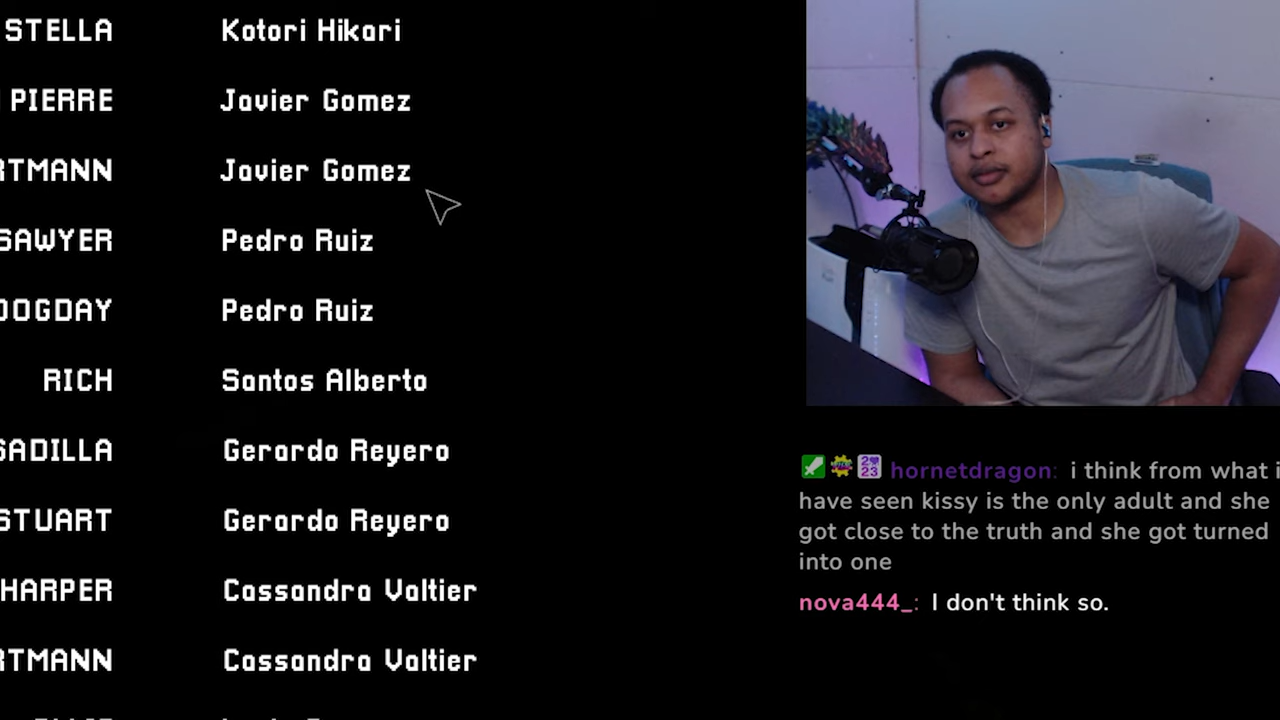 STELLA Kotori Hikari
PIERRE Javier Gomez
RTMANN Javier Gomez
SAWYER Pedro Ruiz
DOGDAY Pedro Ruiz
RICH Santos Alberto
SADILLA Gerardo Reyero
STUART Gerardo Reyero
HARPER Cassandra Valtier
RTMANN Cassandra Valtier
hornetdragon: i think from what i
have seen kissy is the only adult and she
got close to the truth and she got turned
into one
nova444_: I don't think so.